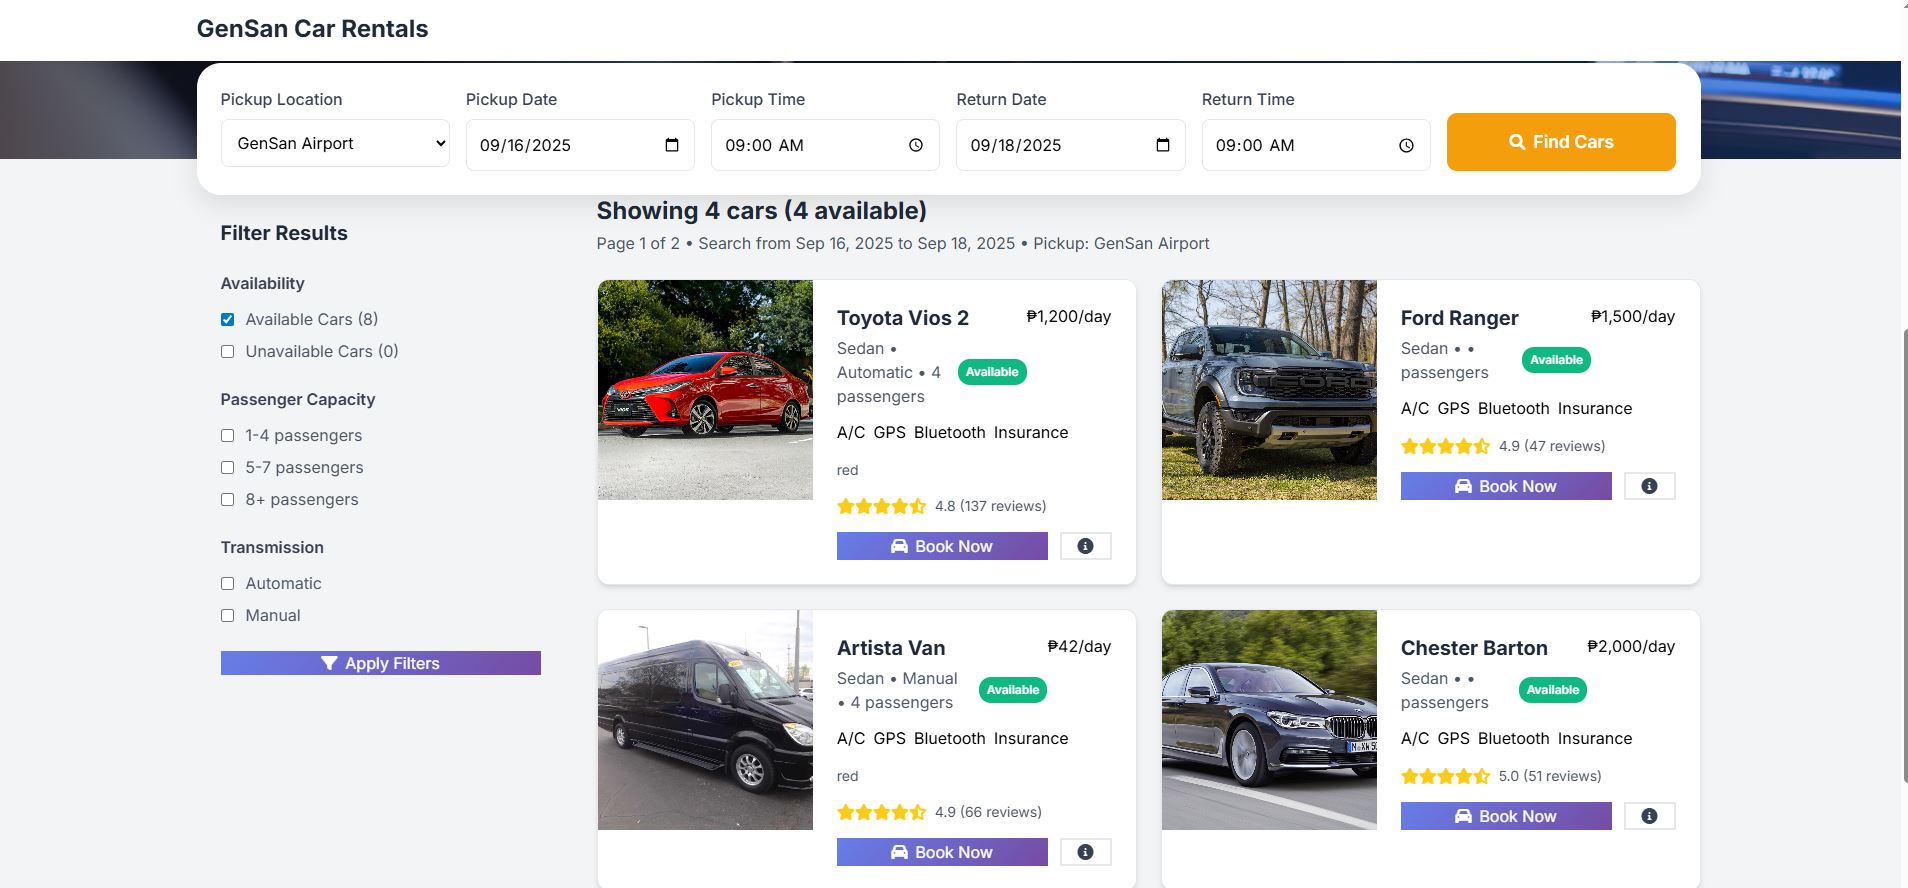 GenSan Car Rentals
Pickup Location
Pickup Date
Pickup Time
Return Date
Return Time
GenSan Airport
09/16/2025
09:00 AM
09/18/2025
09:00 AM
Find Cars
Filter Results
Availability
Available Cars (8)
Unavailable Cars (0)
Passenger Capacity
1-4 passengers
5-7 passengers
8+ passengers
Transmission
Automatic
Manual
Apply Filters
Showing 4 cars (4 available)
Page 1 of 2 • Search from Sep 16, 2025 to Sep 18, 2025 • Pickup: GenSan Airport
Toyota Vios 2
₱1,200/day
Sedan •
Automatic • 4
passengers
Available
A/C GPS Bluetooth Insurance
red
4.8 (137 reviews)
Book Now
Ford Ranger
₱1,500/day
Sedan • •
passengers
Available
A/C GPS Bluetooth Insurance
4.9 (47 reviews)
Book Now
FORD
Artista Van
₱42/day
Sedan • Manual
• 4 passengers
Available
A/C GPS Bluetooth Insurance
red
4.9 (66 reviews)
Book Now
Chester Barton
₱2,000/day
Sedan • •
passengers
Available
A/C GPS Bluetooth Insurance
5.0 (51 reviews)
Book Now